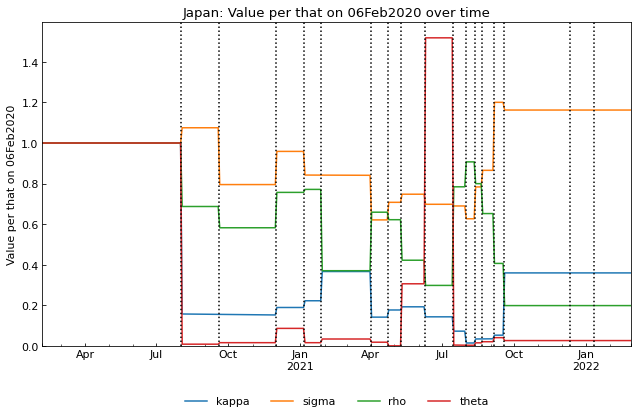 Japan: Value per that on 06Feb2020 over time
Value per that on 06Feb2020
1.4
1.2
1.0
0.8
0.6
0.4
0.2
0.0
Apr Jul Oct Jan Apr Jul Oct Jan
2021 2022
kappa sigma rho theta